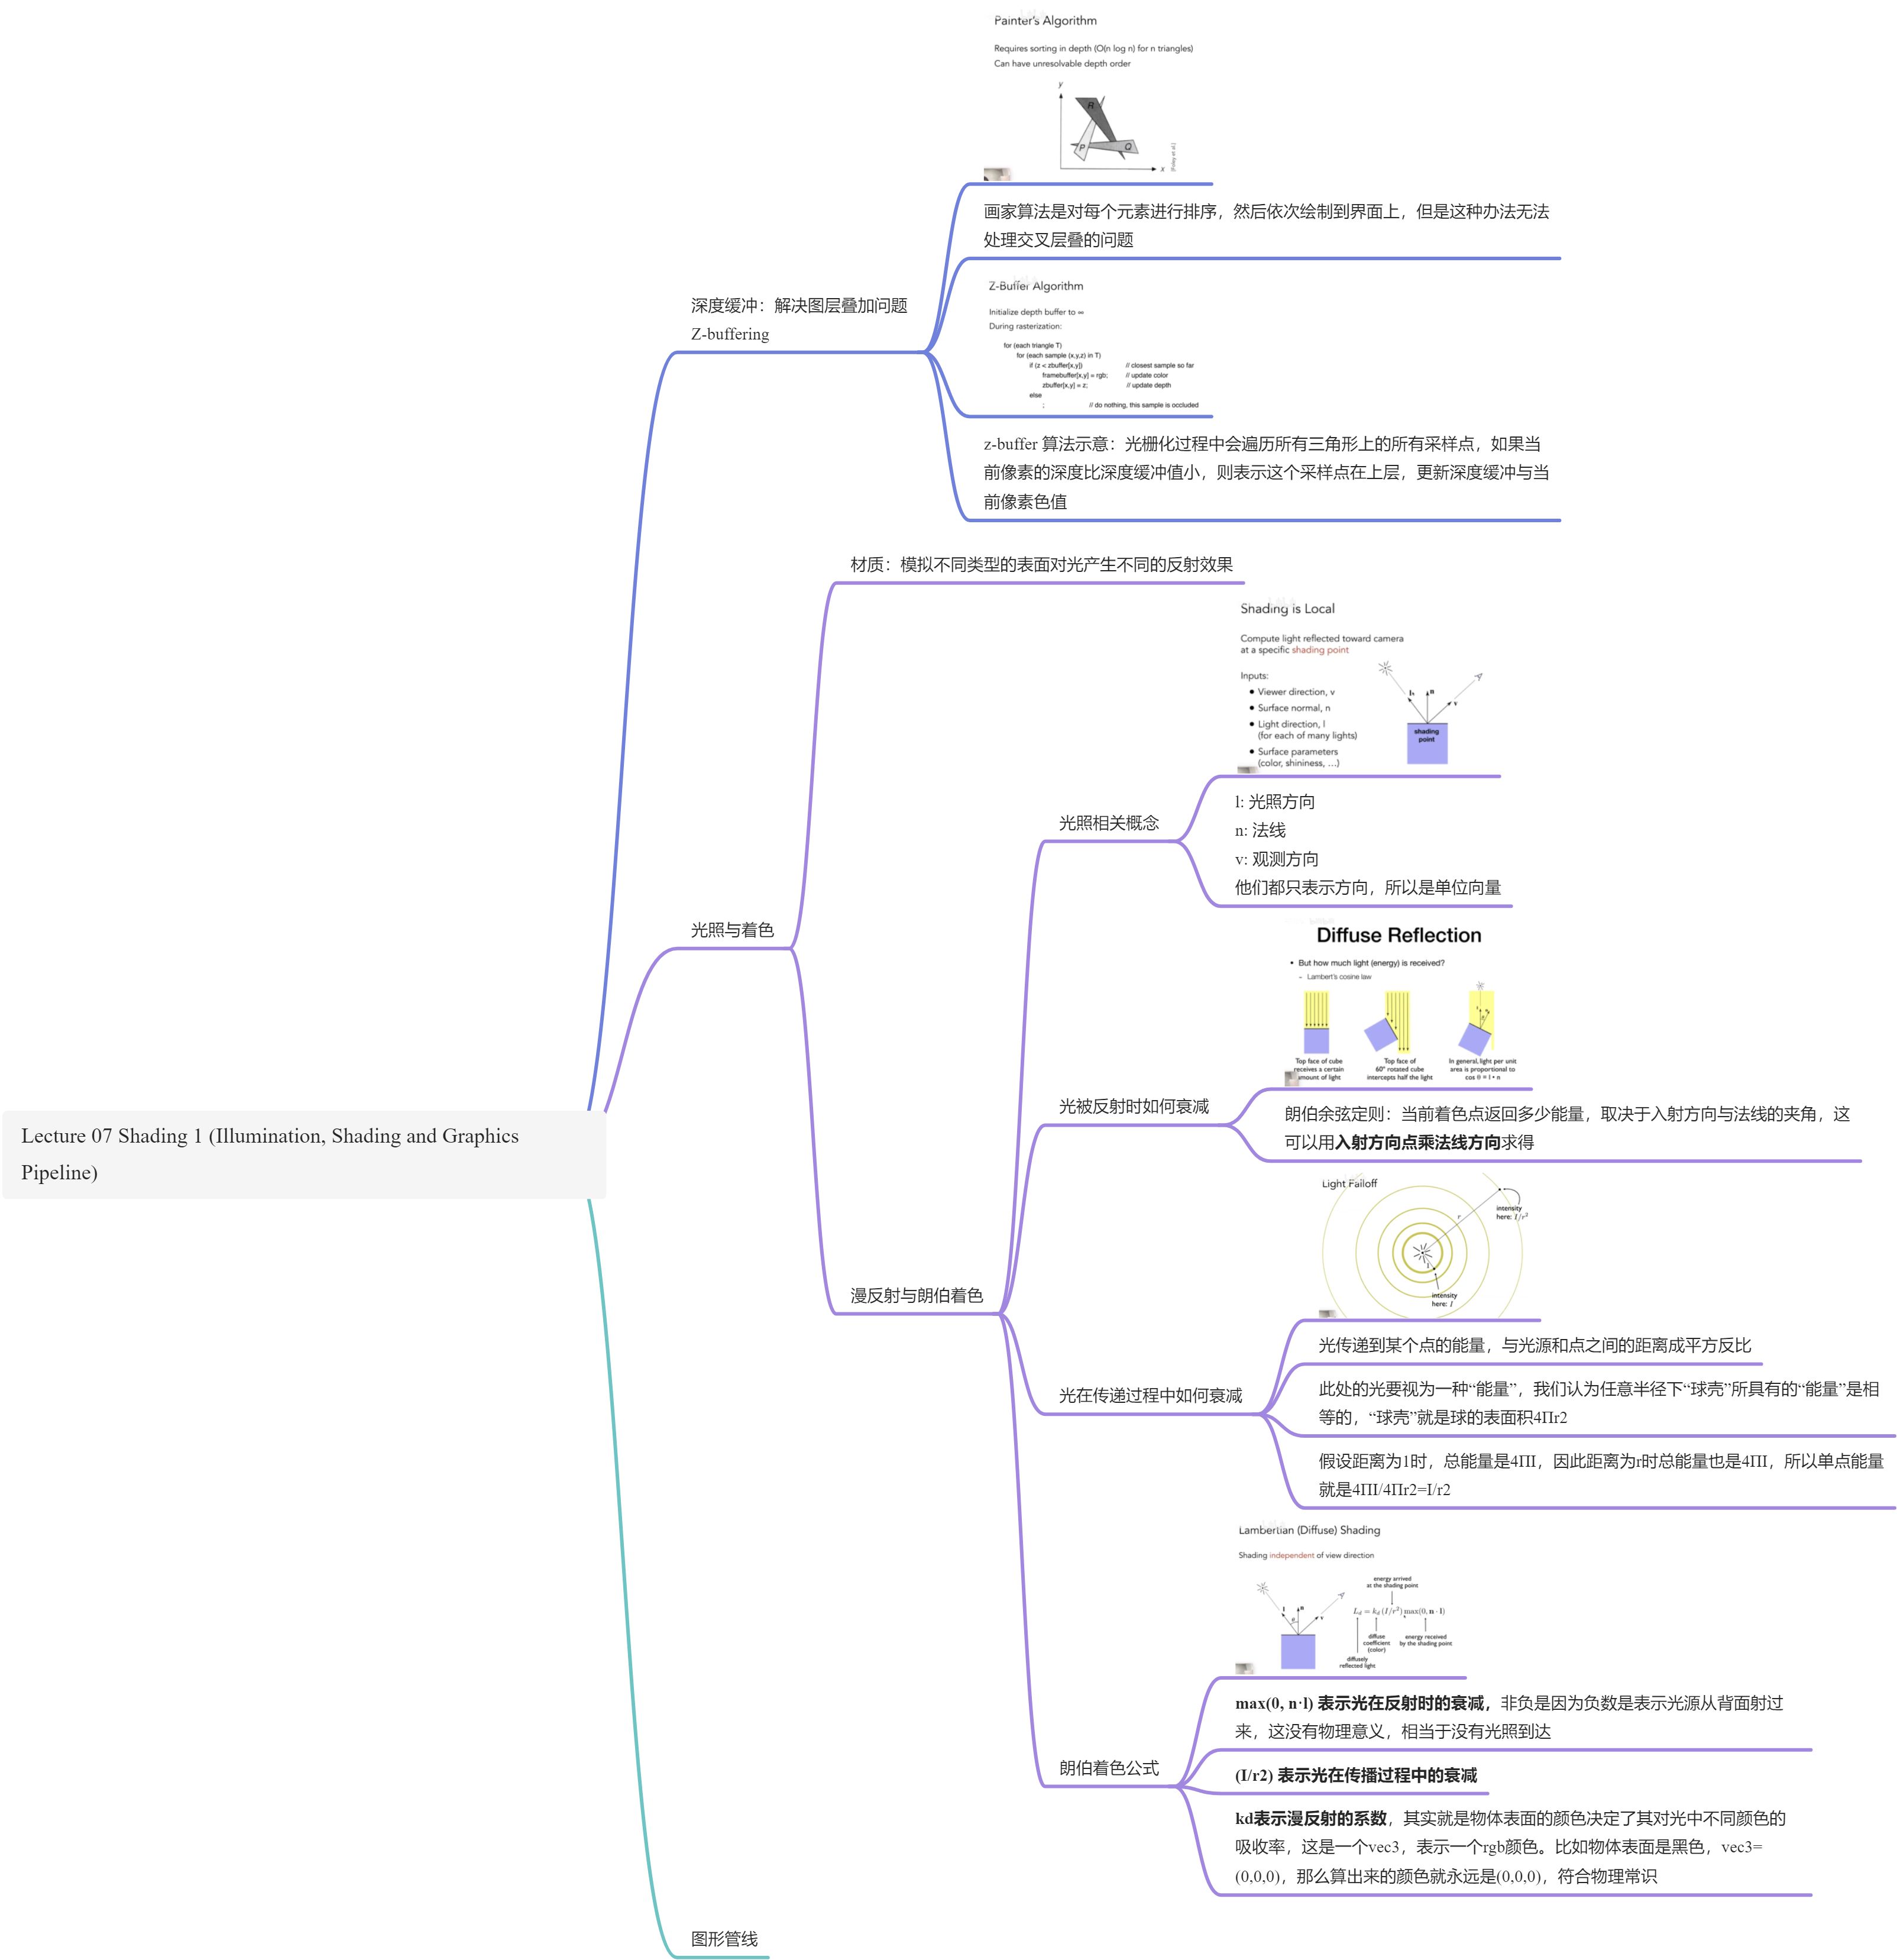 Painter's Algorithm
Requires sorting in depth (O(n log n) for n triangles)
Can have unresolvable depth order
y
R
P
Q
x
画家算法是对每个元素进行排序，然后依次绘制到界面上，但是这种办法无法
处理交叉层叠的问题
深度缓冲：解决图层叠加问题
Z-buffering
Z-Buffer Algorithm
Initialize depth buffer to ∞
During rasterization:
for (each triangle T)
for (each sample (x,y,z) in T)
if (z < zbuffer[x,y]) // closest sample so far
framebuffer[x,y] = rgb; // update color
zbuffer[x,y] = z; // update depth
else
; // do nothing, this sample is occluded
z-buffer 算法示意：光栅化过程中会遍历所有三角形上的所有采样点，如果当
前像素的深度比深度缓冲值小，则表示这个采样点在上层，更新深度缓冲与当
前像素色值
材质：模拟不同类型的表面对光产生不同的反射效果
Shading is Local
Compute light reflected toward camera
at a specific shading point
Inputs:
• Viewer direction, v
• Surface normal, n
• Light direction, l
(for each of many lights)
• Surface parameters
(color, shininess, …)
n
v
shading
point
光照相关概念
l: 光照方向
n: 法线
v: 观测方向
他们都只表示方向，所以是单位向量
光照与着色
Diffuse Reflection
• But how much light (energy) is received?
– Lambert's cosine law
Top face of cube
receives a certain
amount of light
Top face of
60° rotated cube
intercepts half the light
In general, light per unit
area is proportional to
cos θ = l • n
光被反射时如何衰减
朗伯余弦定则：当前着色点返回多少能量，取决于入射方向与法线的夹角，这
可以用入射方向点乘法线方向求得
Lecture 07 Shading 1 (Illumination, Shading and Graphics
Pipeline)
Light Falloff
intensity
here: I/r²
r
1
intensity
here: I
漫反射与朗伯着色
光传递到某个点的能量，与光源和点之间的距离成平方反比
光在传递过程中如何衰减
此处的光要视为一种“能量”，我们认为任意半径下“球壳”所具有的“能量”是相
等的，“球壳”就是球的表面积4Πr2
假设距离为1时，总能量是4ΠI，因此距离为r时总能量也是4ΠI，所以单点能量
就是4ΠI/4Πr2=I/r2
Lambertian (Diffuse) Shading
Shading independent of view direction
energy arrived
at the shading point
l
n
v
θ
L_d = k_d (I/r²) max(0, n · l)
diffuse
coefficient
(color)
energy received
by the shading point
diffusely
reflected light
max(0, n·l) 表示光在反射时的衰减，非负是因为负数是表示光源从背面射过
来，这没有物理意义，相当于没有光照到达
朗伯着色公式
(I/r2) 表示光在传播过程中的衰减
kd表示漫反射的系数，其实就是物体表面的颜色决定了其对光中不同颜色的
吸收率，这是一个vec3，表示一个rgb颜色。比如物体表面是黑色，vec3=
(0,0,0)，那么算出来的颜色就永远是(0,0,0)，符合物理常识
图形管线